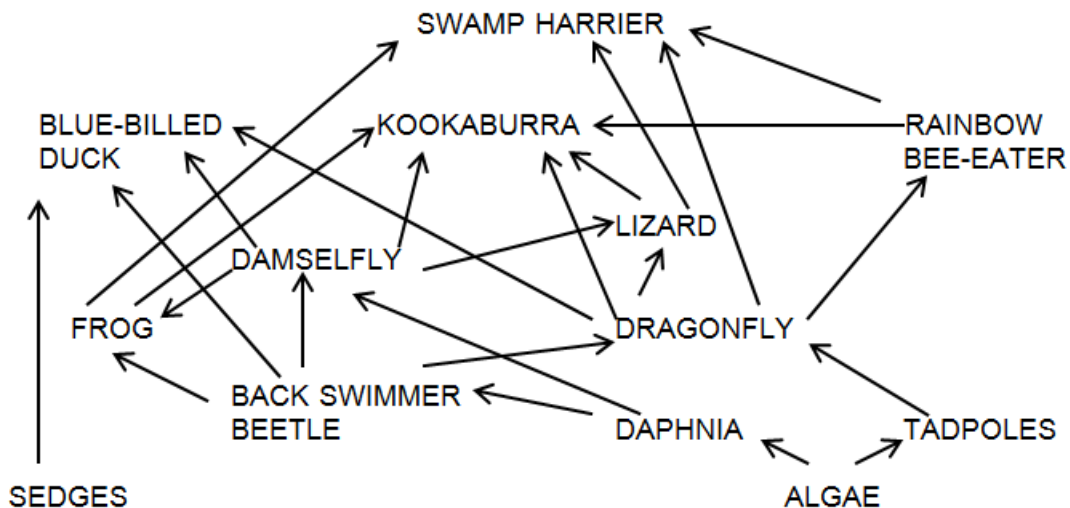 SWAMP HARRIER
BLUE-BILLED
DUCK
KOOKABURRA
RAINBOW
BEE-EATER
LIZARD
DAMSELFLY
FROG
DRAGONFLY
BACK SWIMMER
BEETLE
DAPHNIA
TADPOLES
SEDGES
ALGAE